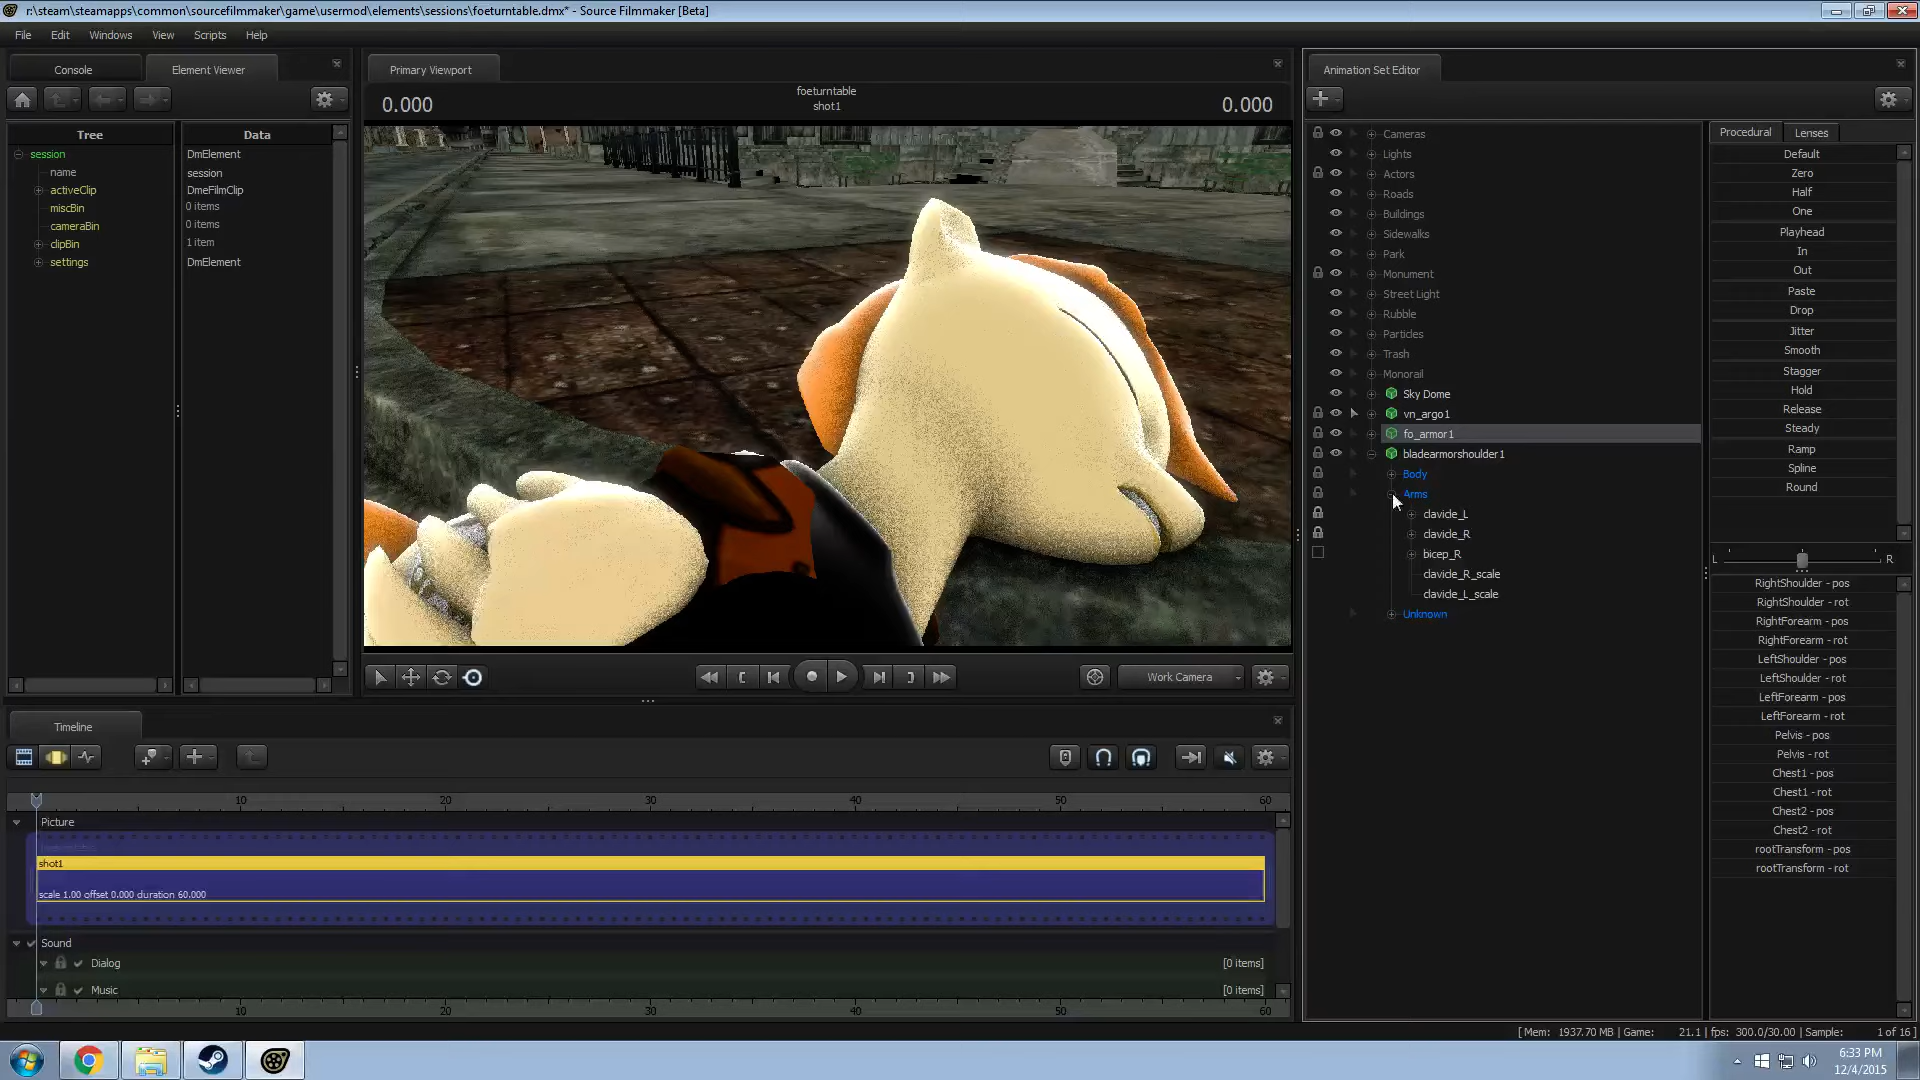 r:\steam\steamapps\common\sourcefilmmaker\game\usermod\elements\sessions\foeturntable.dmx* - Source Filmmaker [Beta]
File Edit Windows View Scripts Help
Console Element Viewer
Tree Data
session DmElement
name session
activeClip DmeFilmClip
miscBin 0 items
cameraBin 0 items
clipBin 1 item
settings DmElement
Primary Viewport
0.000 foeturntable 0.000
shot1
Work Camera
Animation Set Editor
Cameras
Lights
Actors
Roads
Buildings
Sidewalks
Park
Monument
Street Light
Rubble
Particles
Trash
Monorail
Sky Dome
vn_argo1
fo_armor1
bladearmorshoulder1
Body
Arms
clavicle_L
clavicle_R
bicep_R
clavicle_R_scale
clavicle_L_scale
Unknown
Procedural Lenses
Default
Zero
Half
One
Playhead
In
Out
Paste
Drop
Jitter
Smooth
Stagger
Hold
Release
Steady
Ramp
Spline
Round
L R
RightShoulder - pos
RightShoulder - rot
RightForearm - pos
RightForearm - rot
LeftShoulder - pos
LeftShoulder - rot
LeftForearm - pos
LeftForearm - rot
Pelvis - pos
Pelvis - rot
Chest1 - pos
Chest1 - rot
Chest2 - pos
Chest2 - rot
rootTransform - pos
rootTransform - rot
Timeline
10 20 30 40 50 60
Picture
shot1
scale 1.00 offset 0.000 duration 60.000
Sound
Dialog [0 items]
Music [0 items]
10 20 30 40 50 60
[ Mem: 1937.70 MB | Game: 21.1 | fps: 300.0/30.00 | Sample: 1 of 16 ]
6:33 PM
12/4/2015